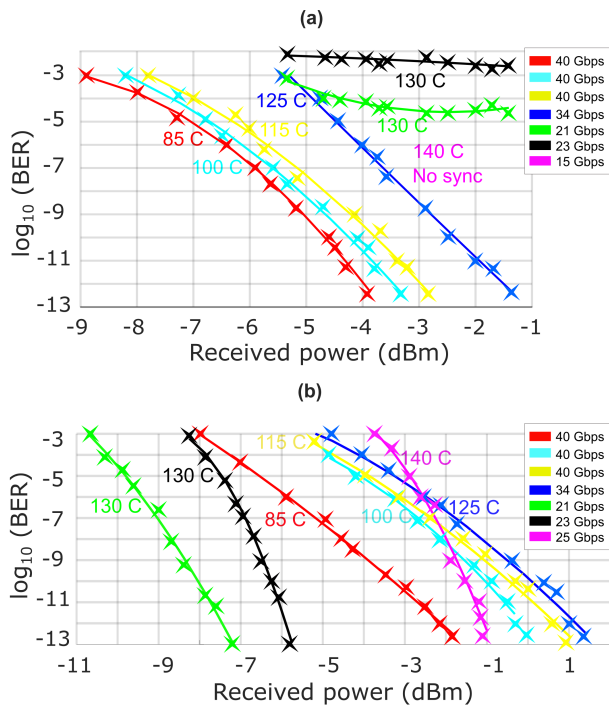 (a)
log10 (BER)
-3
-5
-7
-9
-11
-13
-9
-8
-7
-6
-5
-4
-3
-2
-1
Received power (dBm)
85 C
100 C
115 C
125 C
130 C
130 C
140 C
No sync
40 Gbps
40 Gbps
40 Gbps
34 Gbps
21 Gbps
23 Gbps
15 Gbps
(b)
log10 (BER)
-3
-5
-7
-9
-11
-13
-11
-9
-7
-5
-3
-1
1
Received power (dBm)
130 C
130 C
85 C
115 C
100 C
140 C
125 C
40 Gbps
40 Gbps
40 Gbps
34 Gbps
21 Gbps
23 Gbps
25 Gbps